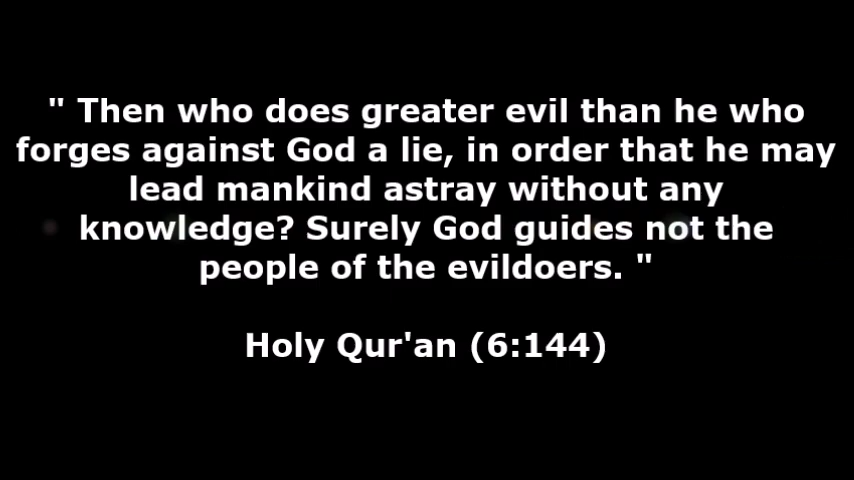 " Then who does greater evil than he who
forges against God a lie, in order that he may
lead mankind astray without any
knowledge? Surely God guides not the
people of the evildoers. "
Holy Qur'an (6:144)